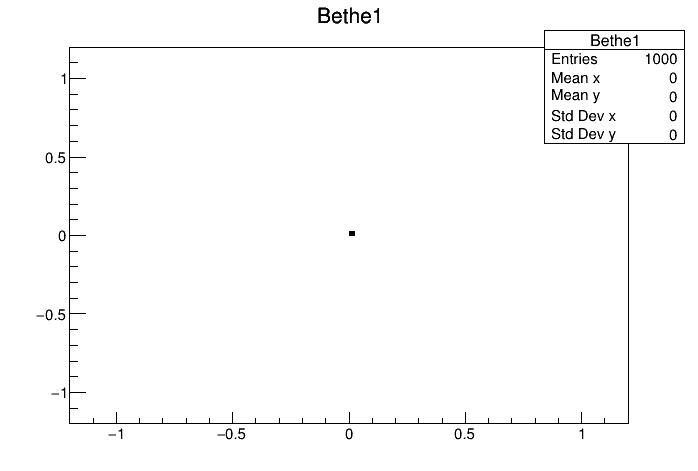 Bethe1
Bethe1
Entries 1000
Mean x 0
Mean y 0
Std Dev x 0
Std Dev y 0
1
0.5
0
−0.5
−1
−1 −0.5 0 0.5 1